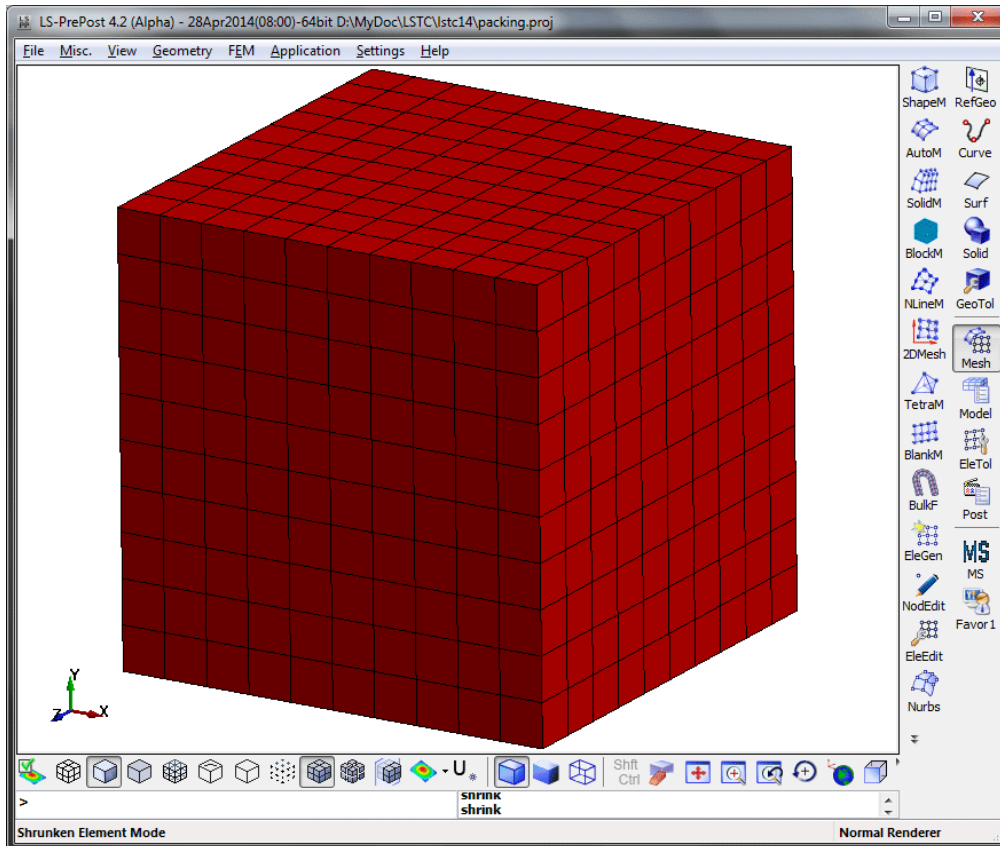 LS-PrePost 4.2 (Alpha) - 28Apr2014(08:00)-64bit D:\MyDoc\LSTC\lstc14\packing.proj
File Misc. View Geometry FEM Application Settings Help
ShapeM RefGeo
AutoM Curve
SolidM Surf
BlockM Solid
NLineM GeoTol
2DMesh Mesh
TetraM Model
BlankM EleTol
BulkF Post
EleGen MS
MS
NodEdit Favor1
EleEdit
Nurbs
Y
Z X
U
Shft
Ctrl
>
shrink
shrink
Shrunken Element Mode Normal Renderer